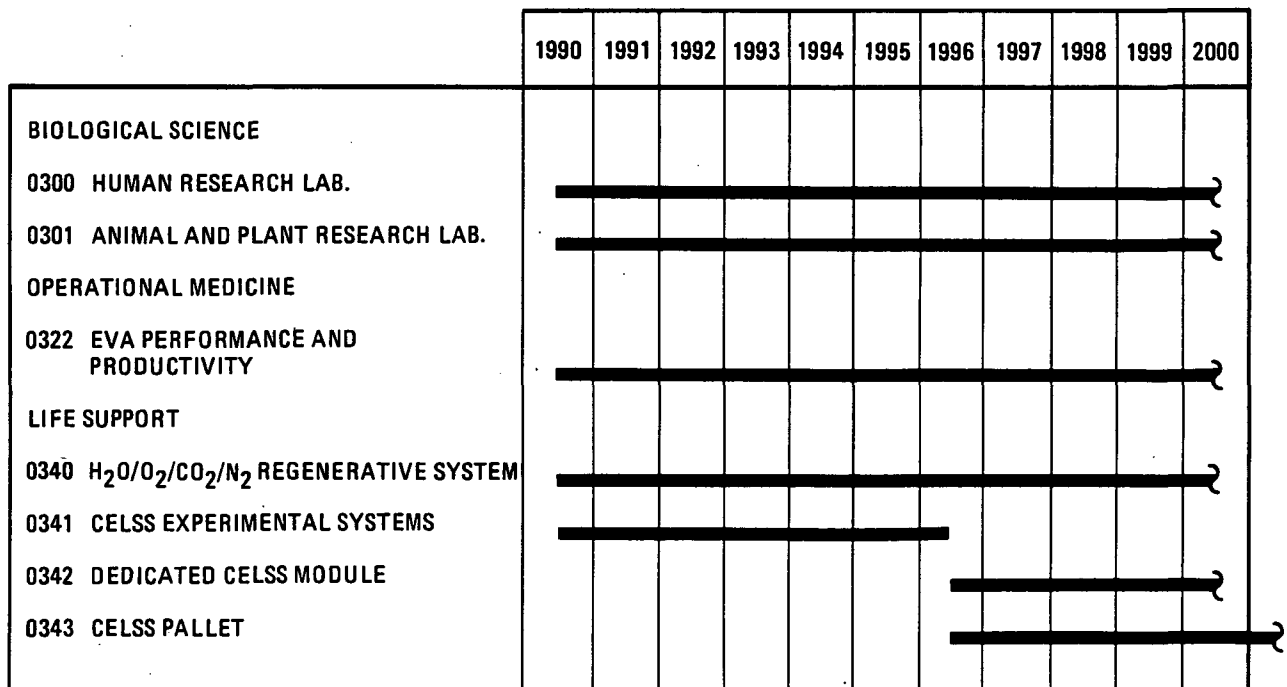 1990 1991 1992 1993 1994 1995 1996 1997 1998 1999 2000
BIOLOGICAL SCIENCE
0300 HUMAN RESEARCH LAB.
0301 ANIMAL AND PLANT RESEARCH LAB.
OPERATIONAL MEDICINE
0322 EVA PERFORMANCE AND
PRODUCTIVITY
LIFE SUPPORT
0340 H₂O/O₂/CO₂/N₂ REGENERATIVE SYSTEM
0341 CELSS EXPERIMENTAL SYSTEMS
0342 DEDICATED CELSS MODULE
0343 CELSS PALLET